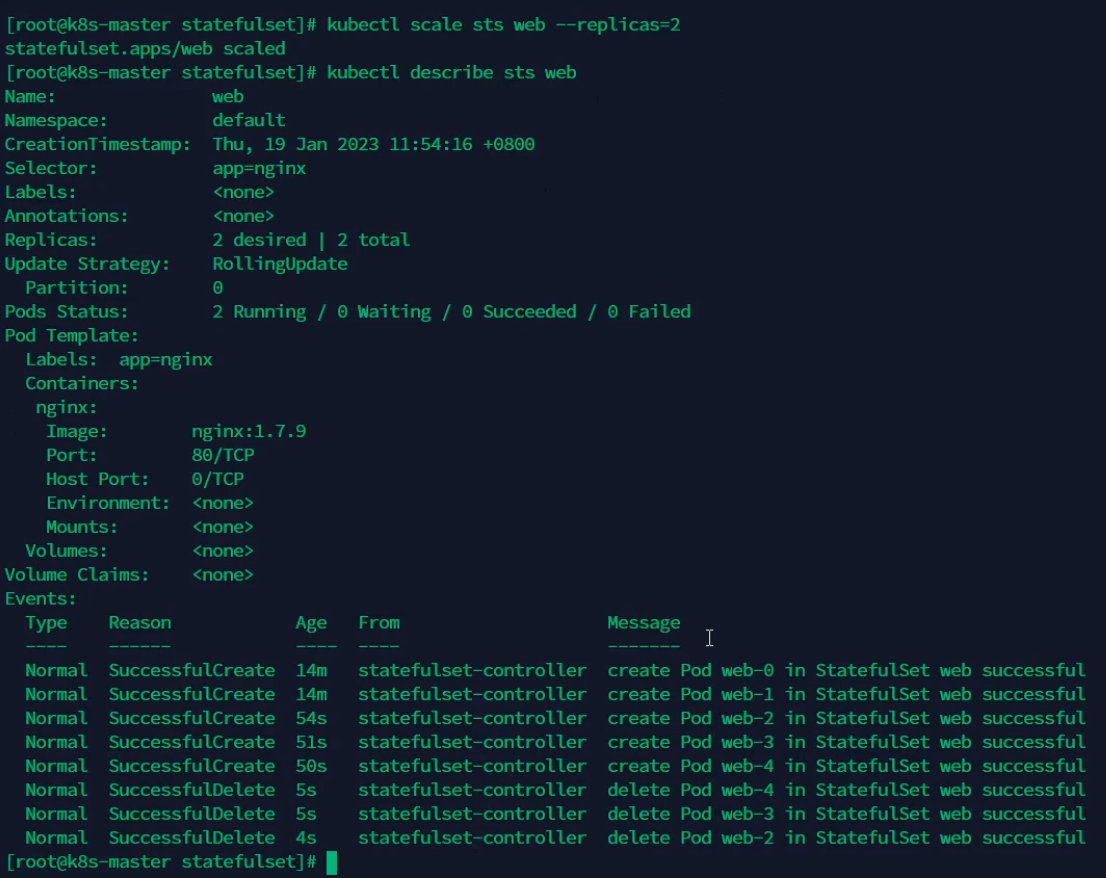 [root@k8s-master statefulset]# kubectl scale sts web --replicas=2
statefulset.apps/web scaled
[root@k8s-master statefulset]# kubectl describe sts web
Name:               web
Namespace:          default
CreationTimestamp:  Thu, 19 Jan 2023 11:54:16 +0800
Selector:           app=nginx
Labels:             <none>
Annotations:        <none>
Replicas:           2 desired | 2 total
Update Strategy:    RollingUpdate
  Partition:        0
Pods Status:        2 Running / 0 Waiting / 0 Succeeded / 0 Failed
Pod Template:
  Labels:  app=nginx
  Containers:
   nginx:
    Image:        nginx:1.7.9
    Port:         80/TCP
    Host Port:    0/TCP
    Environment:  <none>
    Mounts:       <none>
  Volumes:        <none>
Volume Claims:    <none>
Events:
  Type    Reason            Age   From                    Message
  ----    ------            ----  ----                    -------
  Normal  SuccessfulCreate  14m   statefulset-controller  create Pod web-0 in StatefulSet web successful
  Normal  SuccessfulCreate  14m   statefulset-controller  create Pod web-1 in StatefulSet web successful
  Normal  SuccessfulCreate  54s   statefulset-controller  create Pod web-2 in StatefulSet web successful
  Normal  SuccessfulCreate  51s   statefulset-controller  create Pod web-3 in StatefulSet web successful
  Normal  SuccessfulCreate  50s   statefulset-controller  create Pod web-4 in StatefulSet web successful
  Normal  SuccessfulDelete  5s    statefulset-controller  delete Pod web-4 in StatefulSet web successful
  Normal  SuccessfulDelete  5s    statefulset-controller  delete Pod web-3 in StatefulSet web successful
  Normal  SuccessfulDelete  4s    statefulset-controller  delete Pod web-2 in StatefulSet web successful
[root@k8s-master statefulset]#